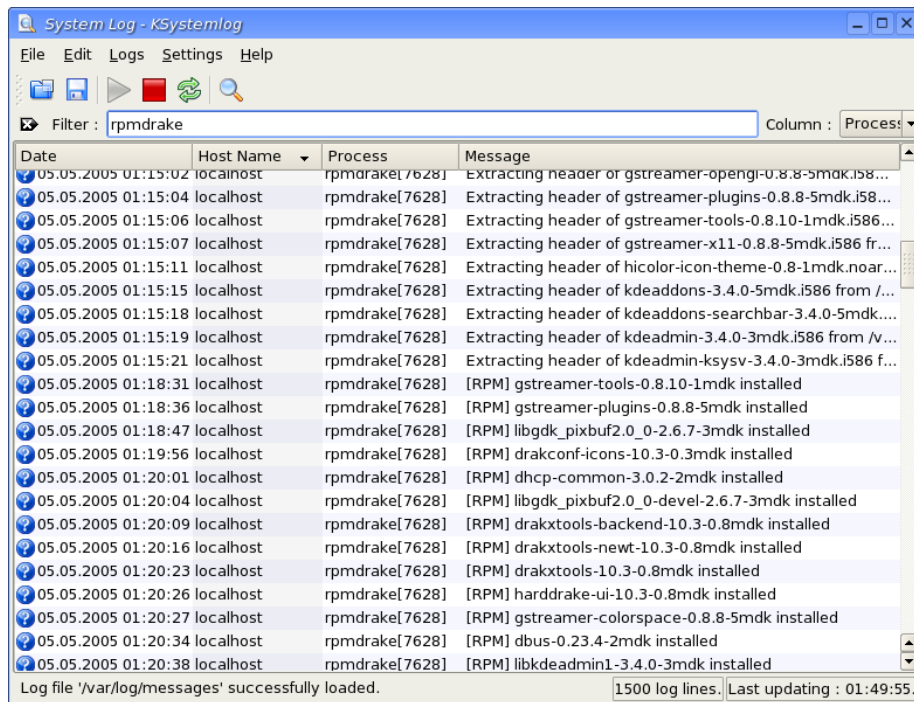 System Log - KSystemlog
File Edit Logs Settings Help
Filter : rpmdrake Column : Process
Date Host Name Process Message
05.05.2005 01:15:02 localhost rpmdrake[7628] Extracting header of gstreamer-opengl-0.8.8-5mdk.i58...
05.05.2005 01:15:04 localhost rpmdrake[7628] Extracting header of gstreamer-plugins-0.8.8-5mdk.i58...
05.05.2005 01:15:06 localhost rpmdrake[7628] Extracting header of gstreamer-tools-0.8.10-1mdk.i586...
05.05.2005 01:15:07 localhost rpmdrake[7628] Extracting header of gstreamer-x11-0.8.8-5mdk.i586 fr...
05.05.2005 01:15:11 localhost rpmdrake[7628] Extracting header of hicolor-icon-theme-0.8-1mdk.noar...
05.05.2005 01:15:15 localhost rpmdrake[7628] Extracting header of kdeaddons-3.4.0-5mdk.i586 from /...
05.05.2005 01:15:18 localhost rpmdrake[7628] Extracting header of kdeaddons-searchbar-3.4.0-5mdk....
05.05.2005 01:15:19 localhost rpmdrake[7628] Extracting header of kdeadmin-3.4.0-3mdk.i586 from /v...
05.05.2005 01:15:21 localhost rpmdrake[7628] Extracting header of kdeadmin-ksysv-3.4.0-3mdk.i586 f...
05.05.2005 01:18:31 localhost rpmdrake[7628] [RPM] gstreamer-tools-0.8.10-1mdk installed
05.05.2005 01:18:36 localhost rpmdrake[7628] [RPM] gstreamer-plugins-0.8.8-5mdk installed
05.05.2005 01:18:47 localhost rpmdrake[7628] [RPM] libgdk_pixbuf2.0_0-2.6.7-3mdk installed
05.05.2005 01:19:56 localhost rpmdrake[7628] [RPM] drakconf-icons-10.3-0.3mdk installed
05.05.2005 01:20:01 localhost rpmdrake[7628] [RPM] dhcp-common-3.0.2-2mdk installed
05.05.2005 01:20:04 localhost rpmdrake[7628] [RPM] libgdk_pixbuf2.0_0-devel-2.6.7-3mdk installed
05.05.2005 01:20:09 localhost rpmdrake[7628] [RPM] drakxtools-backend-10.3-0.8mdk installed
05.05.2005 01:20:16 localhost rpmdrake[7628] [RPM] drakxtools-newt-10.3-0.8mdk installed
05.05.2005 01:20:23 localhost rpmdrake[7628] [RPM] drakxtools-10.3-0.8mdk installed
05.05.2005 01:20:26 localhost rpmdrake[7628] [RPM] harddrake-ui-10.3-0.8mdk installed
05.05.2005 01:20:27 localhost rpmdrake[7628] [RPM] gstreamer-colorspace-0.8.8-5mdk installed
05.05.2005 01:20:34 localhost rpmdrake[7628] [RPM] dbus-0.23.4-2mdk installed
05.05.2005 01:20:38 localhost rpmdrake[7628] [RPM] libkdeadmin1-3.4.0-3mdk installed
Log file '/var/log/messages' successfully loaded. 1500 log lines. Last updating : 01:49:55.